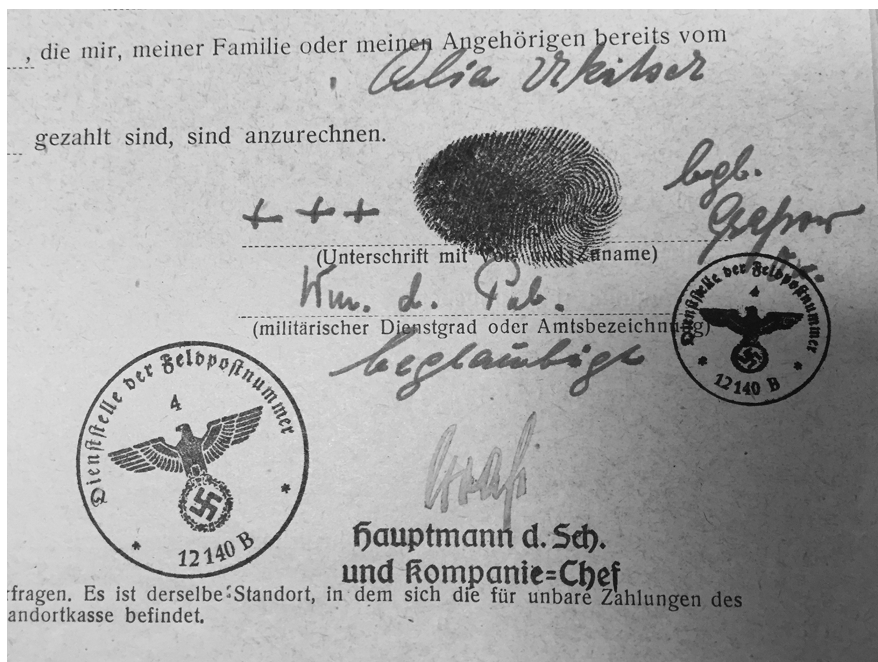 , die mir, meiner Familie oder meinen Angehörigen bereits vom
gezahlt sind, sind anzurechnen.
+++
begl.
(Unterschrift mit Vor- und Zuname)
(militärischer Dienstgrad oder Amtsbezeichnung)
beglaubigt
Dienststelle der Feldpostnummer
4
* 12140 B *
Dienststelle der Feldpostnummer
4
* 12140 B *
Hauptmann d. Sch.
und Kompanie=Chef
rfragen. Es ist derselbe Standort, in dem sich die für unbare Zahlungen des
andortkasse befindet.